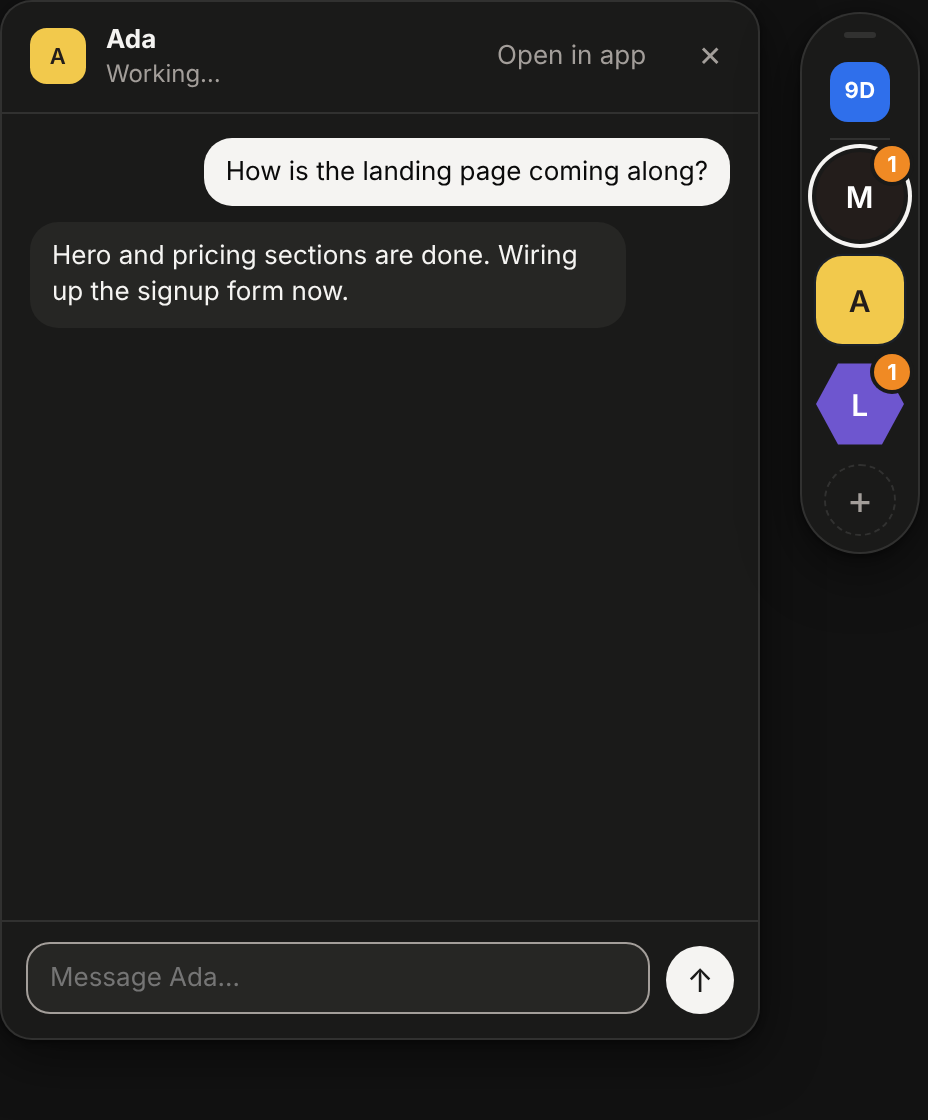 A
Ada
Working...
Open in app
✕
How is the landing page coming along?
Hero and pricing sections are done. Wiring
up the signup form now.
Message Ada...
↑
9D
1
M
A
1
L
+